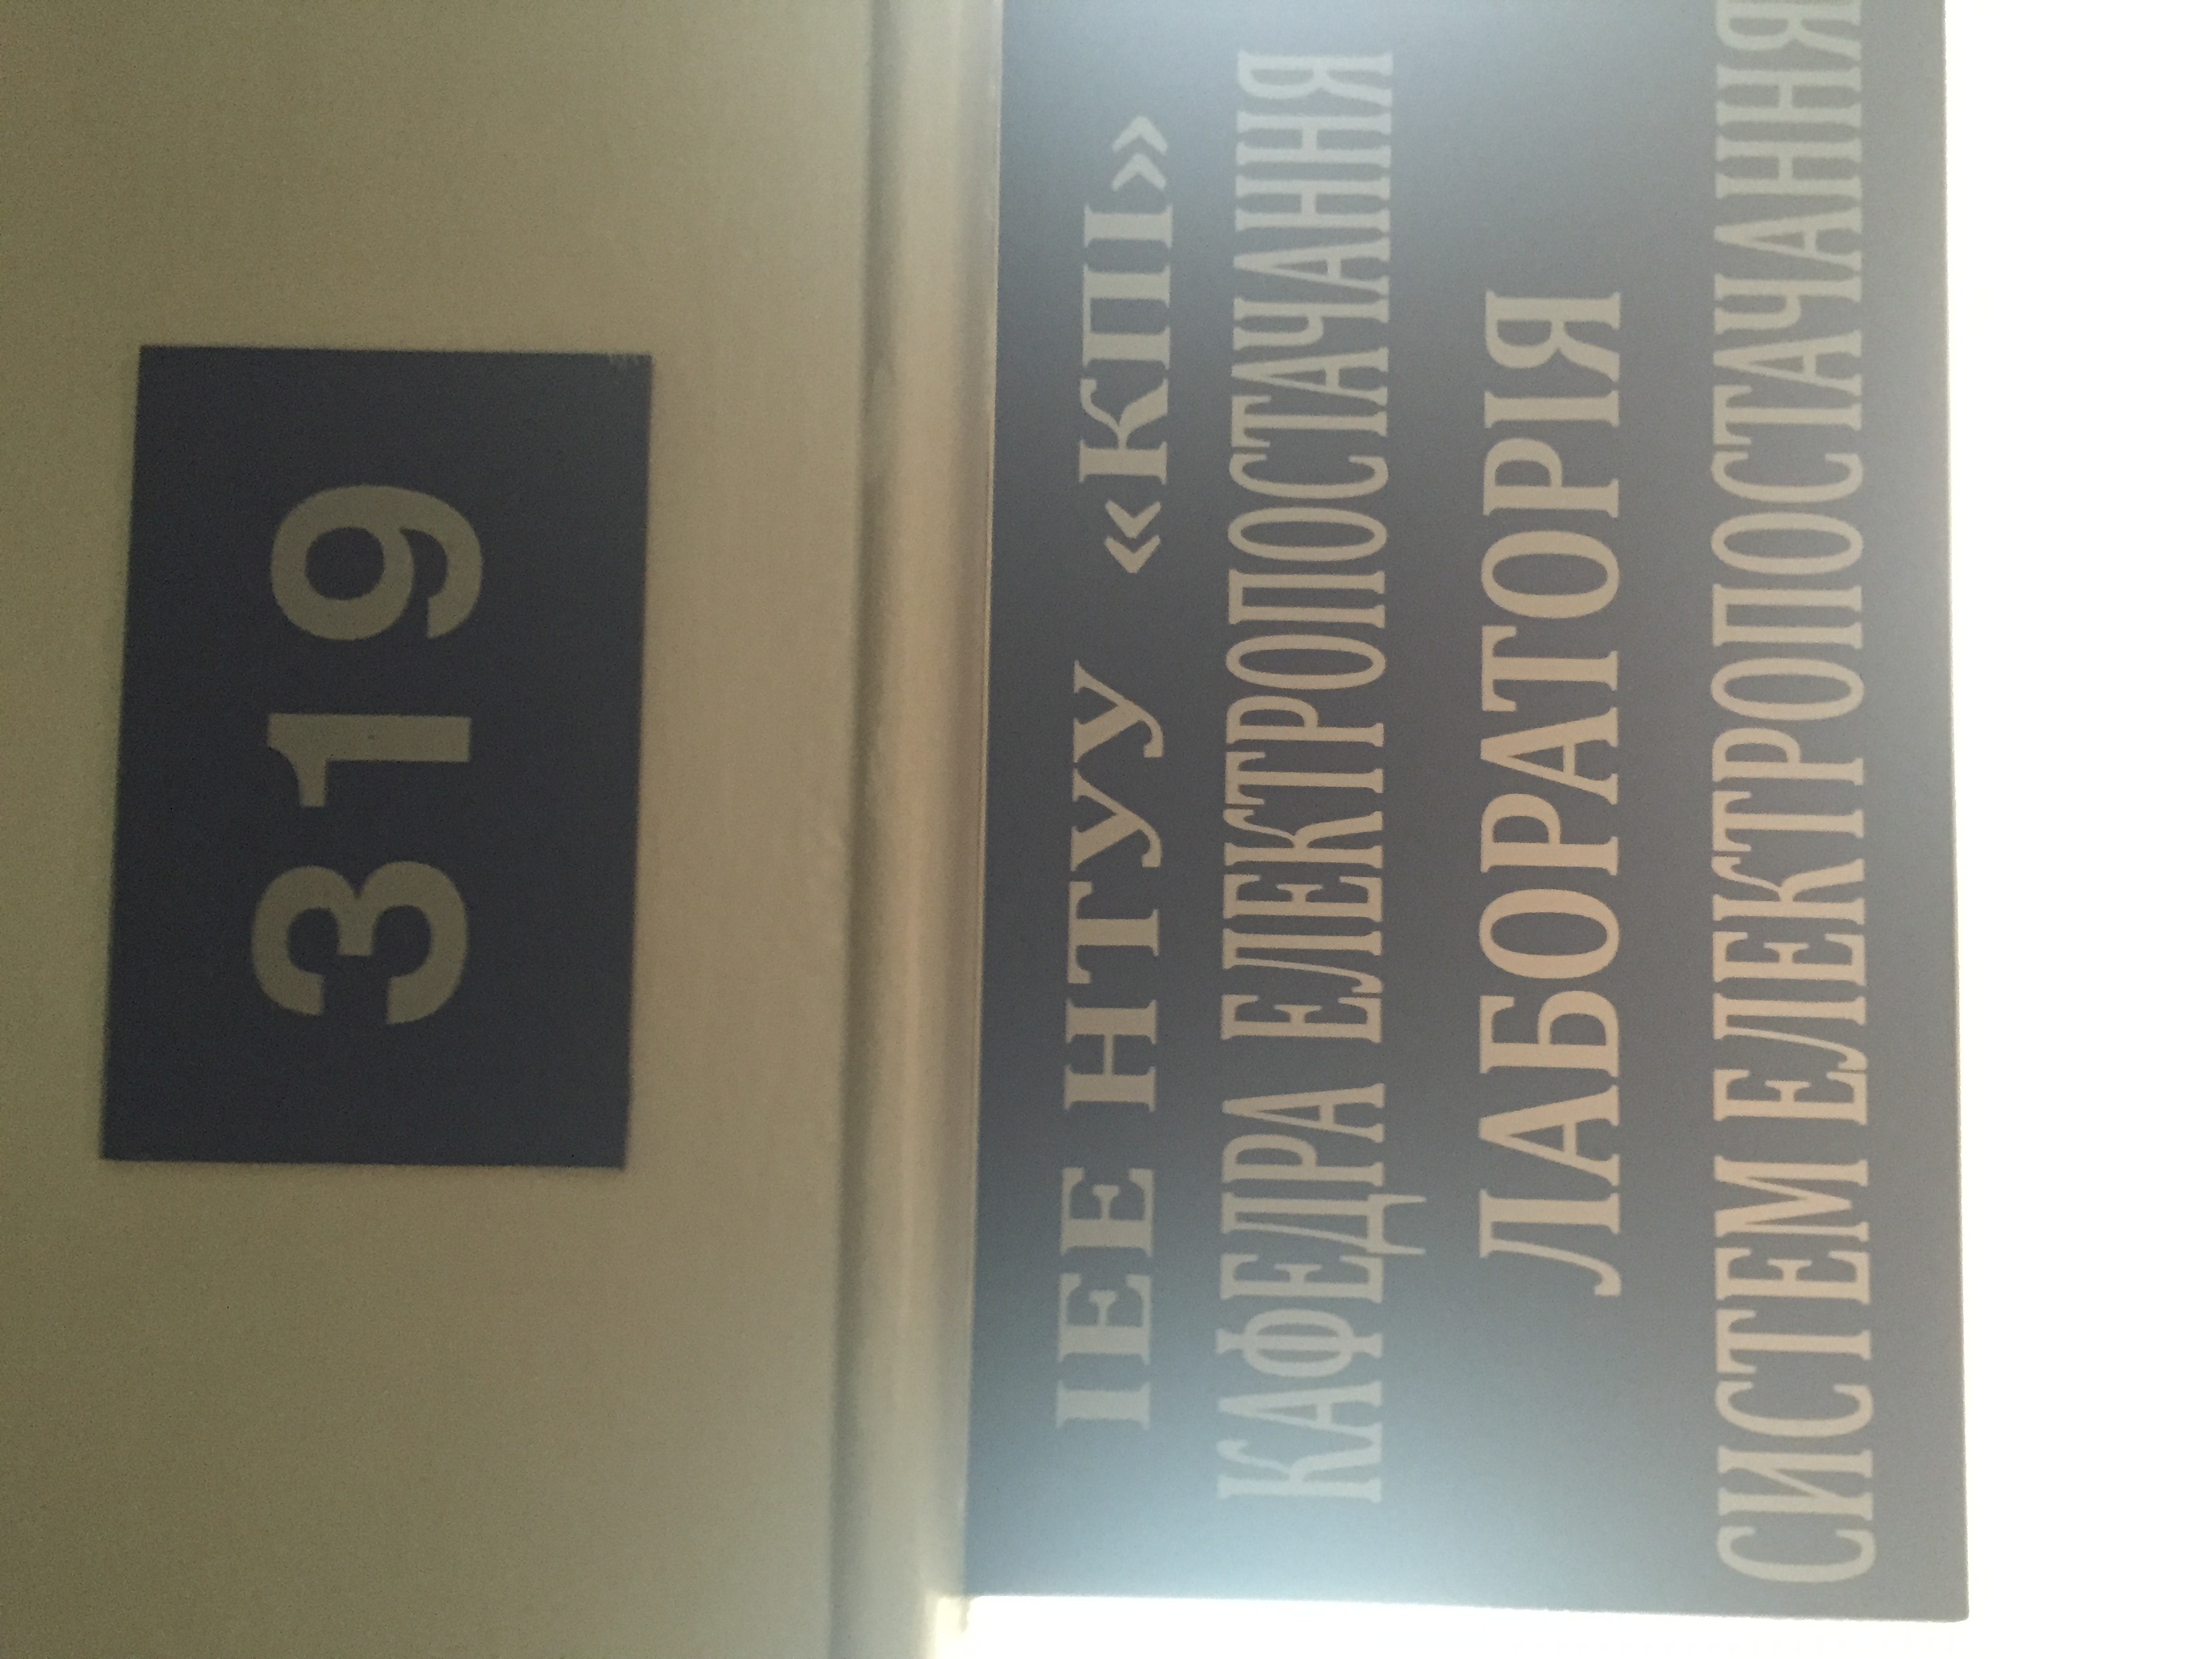 319
ІЕЕ НТУУ «КПІ»
КАФЕДРА ЕЛЕКТРОПОСТАЧАННЯ
ЛАБОРАТОРІЯ
СИСТЕМ ЕЛЕКТРОПОСТАЧАННЯ